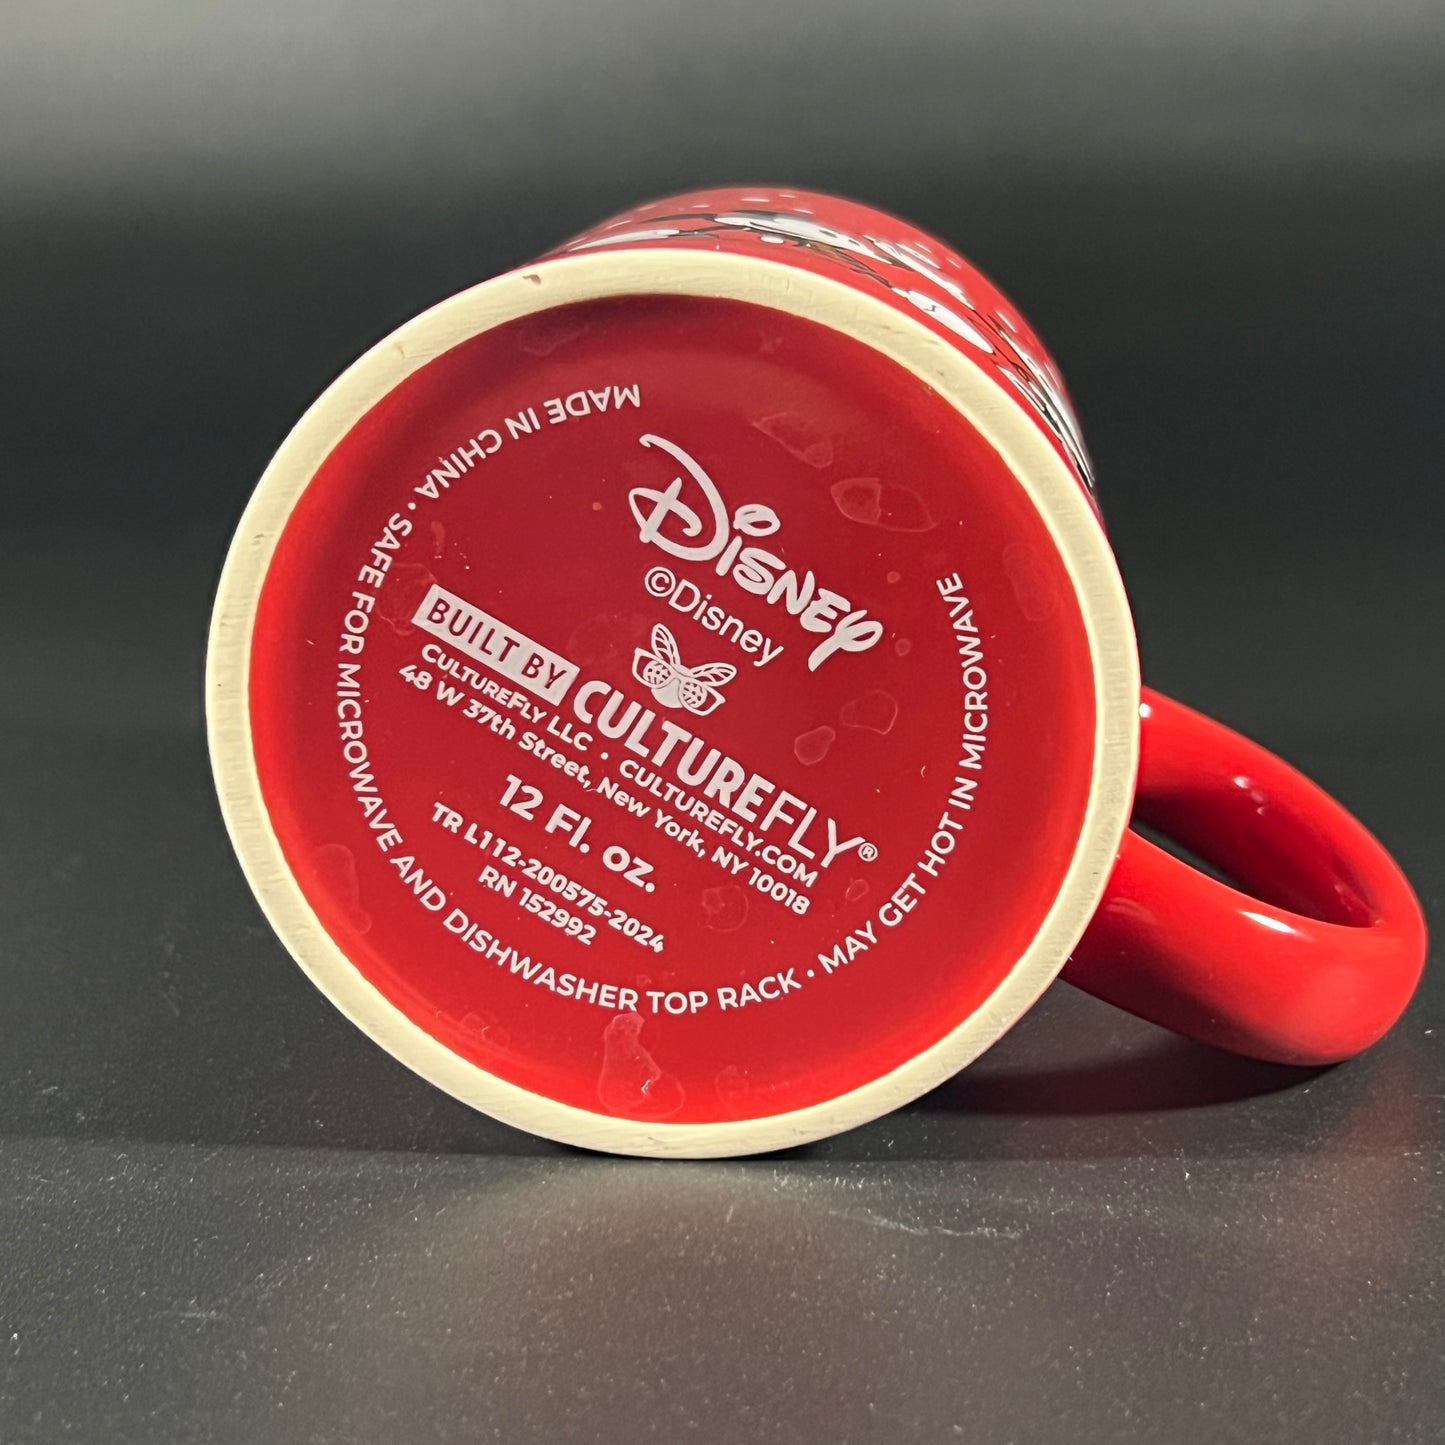 Disney
©Disney
BUILT BY CULTUREFLY®
CULTUREFLY LLC • CULTUREFLY.COM
48 W 37th Street, New York, NY 10018
12 Fl. oz.
TR L112-200575-2024
RN 152992
MADE IN CHINA • SAFE FOR MICROWAVE AND DISHWASHER TOP RACK • MAY GET HOT IN MICROWAVE